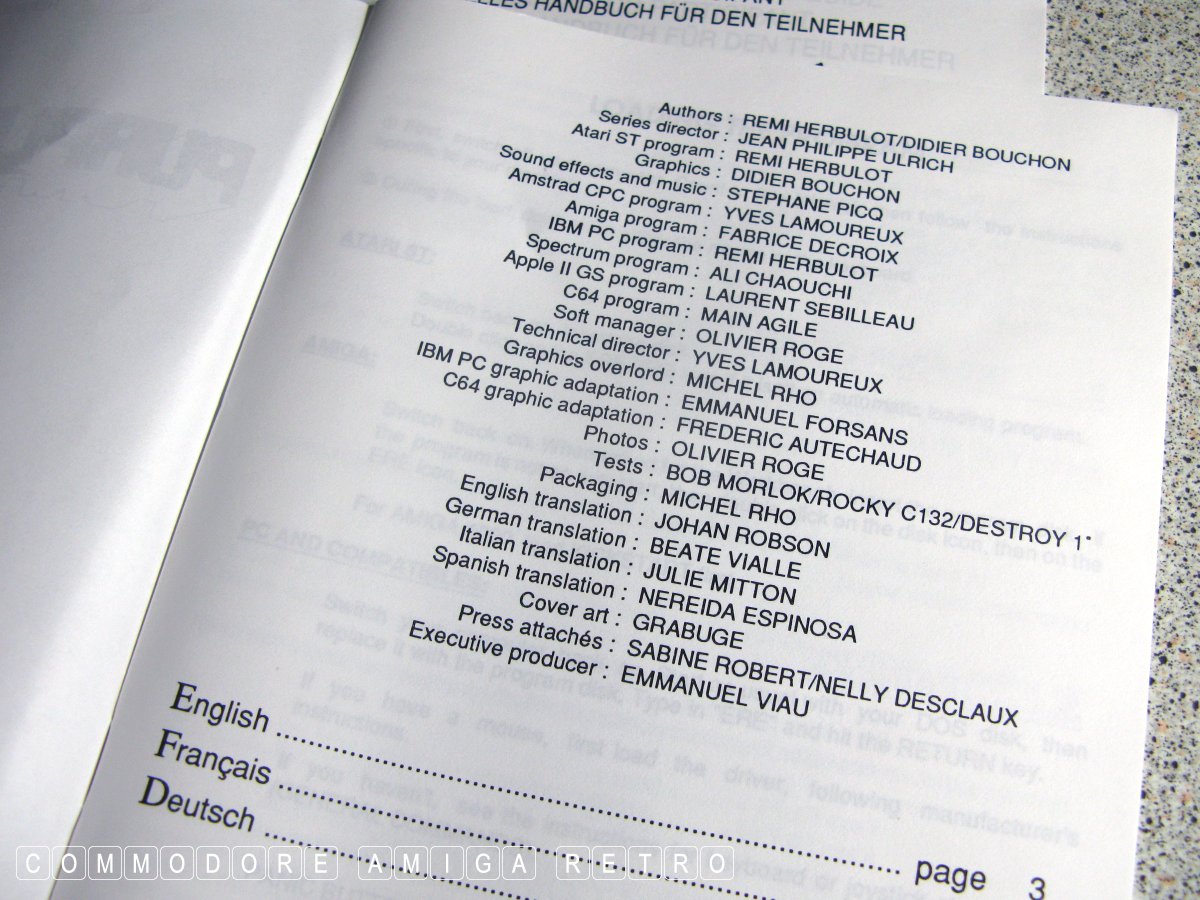 ELLES HANDBUCH FÜR DEN TEILNEHMER
Authors : REMI HERBULOT/DIDIER BOUCHON
Series director : JEAN PHILIPPE ULRICH
Atari ST program : REMI HERBULOT
Graphics : DIDIER BOUCHON
Sound effects and music : STEPHANE PICQ
Amstrad CPC program : YVES LAMOUREUX
Amiga program : FABRICE DECROIX
IBM PC program : REMI HERBULOT
Spectrum program : ALI CHAOUCHI
Apple II GS program : LAURENT SEBILLEAU
C64 program : MAIN AGILE
Soft manager : OLIVIER ROGE
Technical director : YVES LAMOUREUX
Graphics overlord : MICHEL RHO
IBM PC graphic adaptation : EMMANUEL FORSANS
C64 graphic adaptation : FREDERIC AUTECHAUD
Photos : OLIVIER ROGE
Tests : BOB MORLOK/ROCKY C132/DESTROY 1*
Packaging : MICHEL RHO
English translation : JOHAN ROBSON
German translation : BEATE VIALLE
Italian translation : JULIE MITTON
Spanish translation : NEREIDA ESPINOSA
Cover art : GRABUGE
Press attachés : SABINE ROBERT/NELLY DESCLAUX
Executive producer : EMMANUEL VIAU
English ........................................ page 3
Français ........................................
Deutsch ........................................
COMMODORE AMIGA RETRO